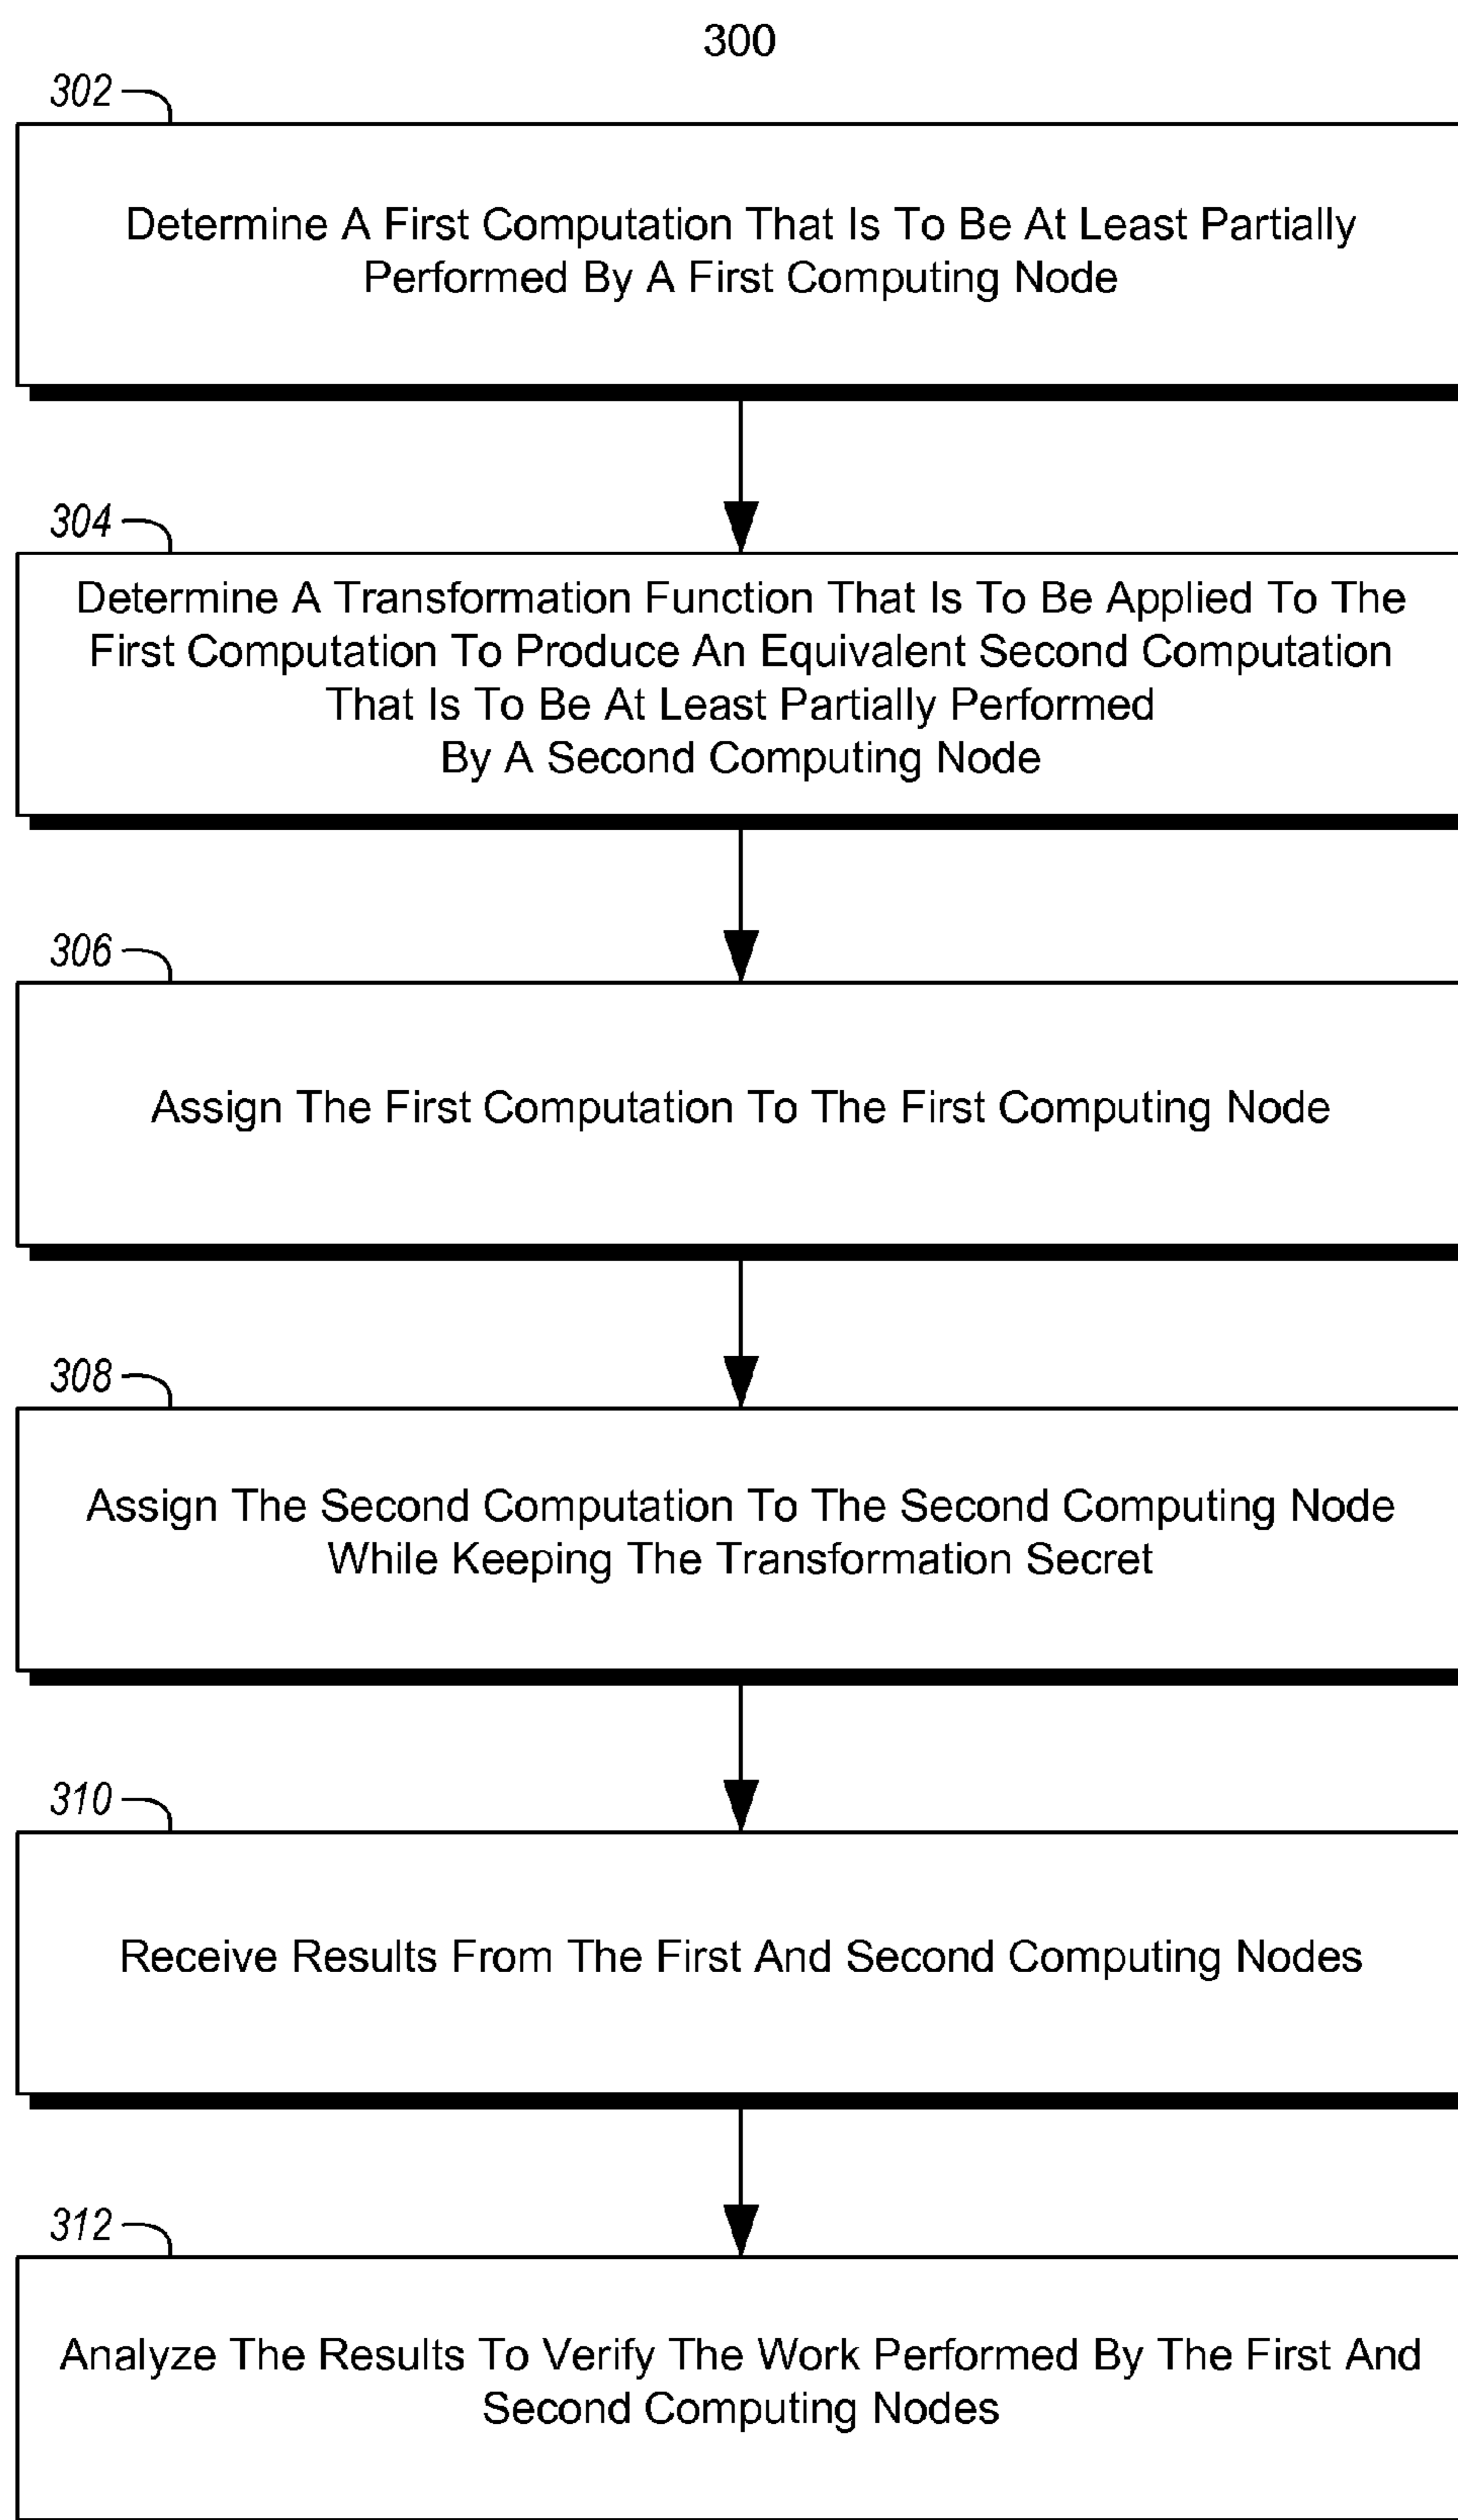 300
302
Determine A First Computation That Is To Be At Least Partially
Performed By A First Computing Node
304
Determine A Transformation Function That Is To Be Applied To The
First Computation To Produce An Equivalent Second Computation
That Is To Be At Least Partially Performed
By A Second Computing Node
306
Assign The First Computation To The First Computing Node
308
Assign The Second Computation To The Second Computing Node
While Keeping The Transformation Secret
310
Receive Results From The First And Second Computing Nodes
312
Analyze The Results To Verify The Work Performed By The First And
Second Computing Nodes